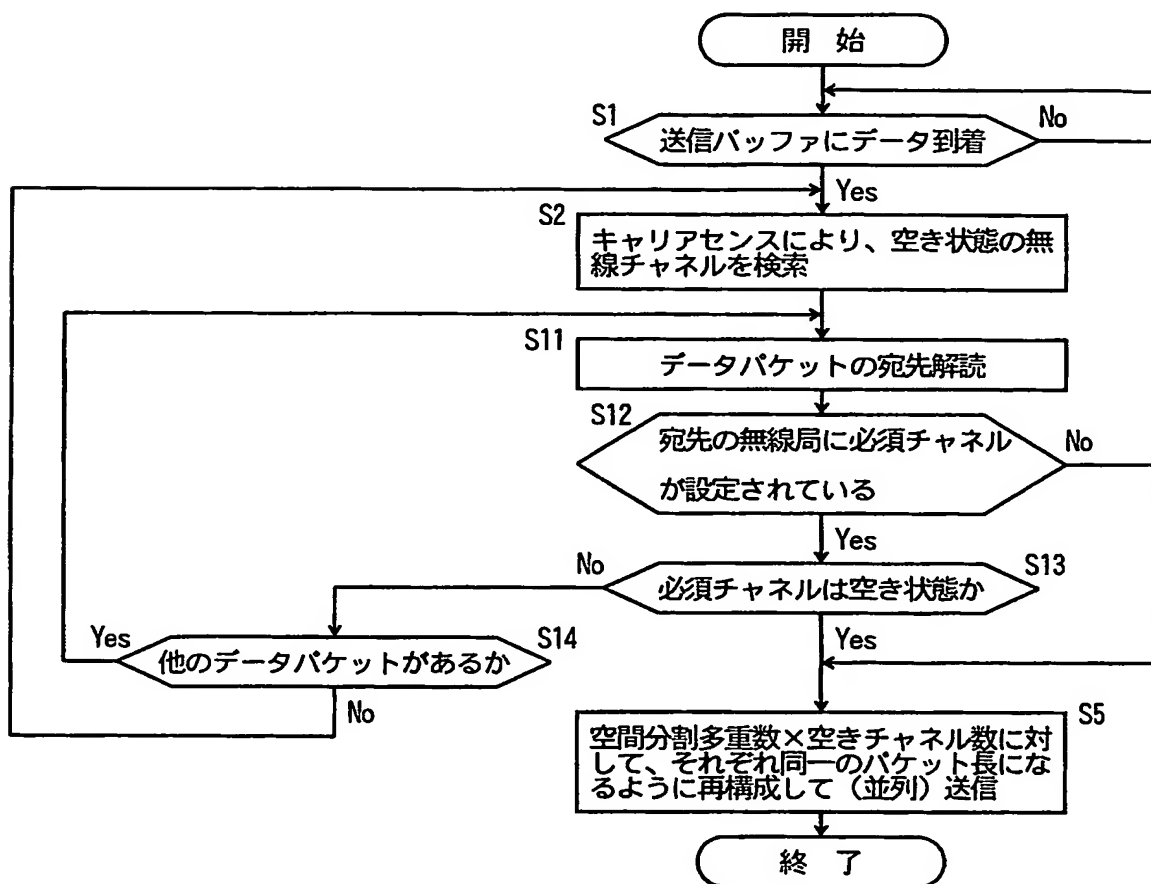 開 始
S1
送信バッファにデータ到着
No
Yes
S2
キャリアセンスにより、空き状態の無
線チャネルを検索
S11
データパケットの宛先解読
S12
宛先の無線局に必須チャネル
が設定されている
No
Yes
No
S13
必須チャネルは空き状態か
Yes
Yes
S14
他のデータパケットがあるか
No
S5
空間分割多重数×空きチャネル数に対
して、それぞれ同一のパケット長にな
るように再構成して（並列）送信
終 了